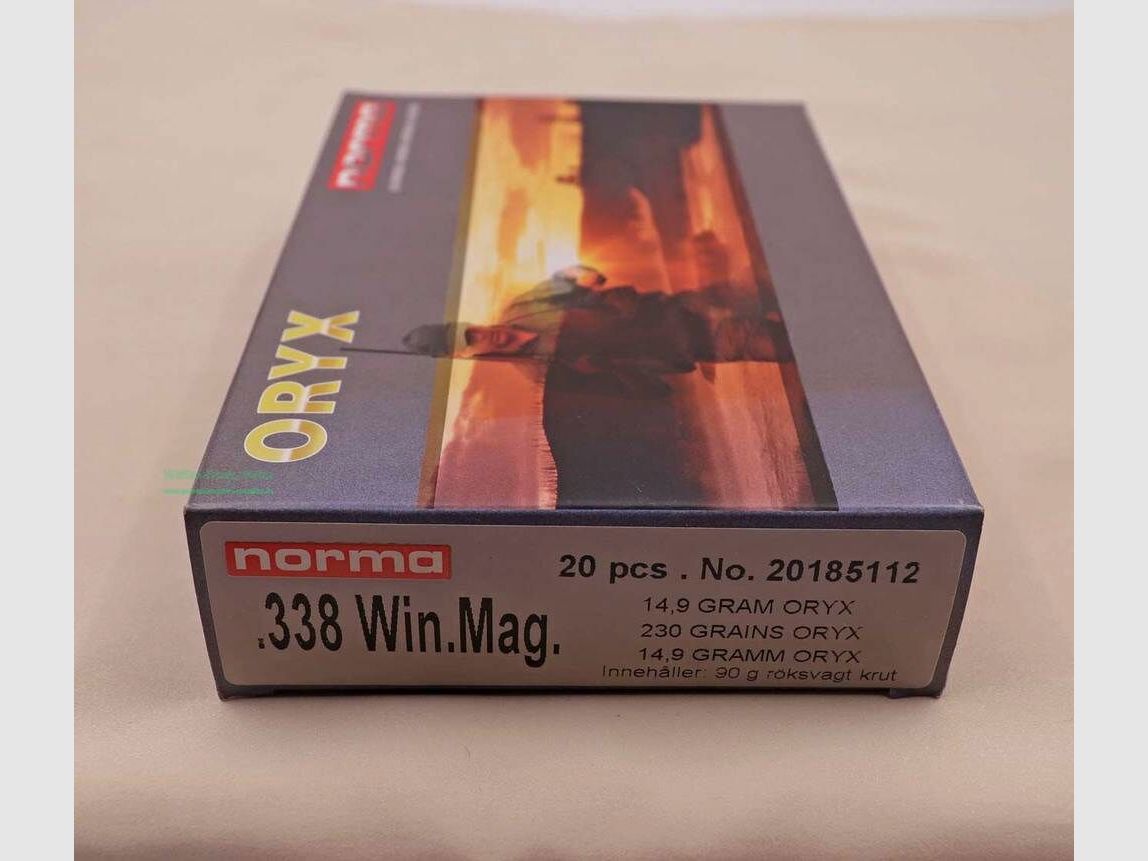 norma
ORYX
norma
20 pcs . No. 20185112
.338 Win.Mag.
14,9 GRAM ORYX
230 GRAINS ORYX
14,9 GRAMM ORYX
Innehåller: 90 g röksvagt krut